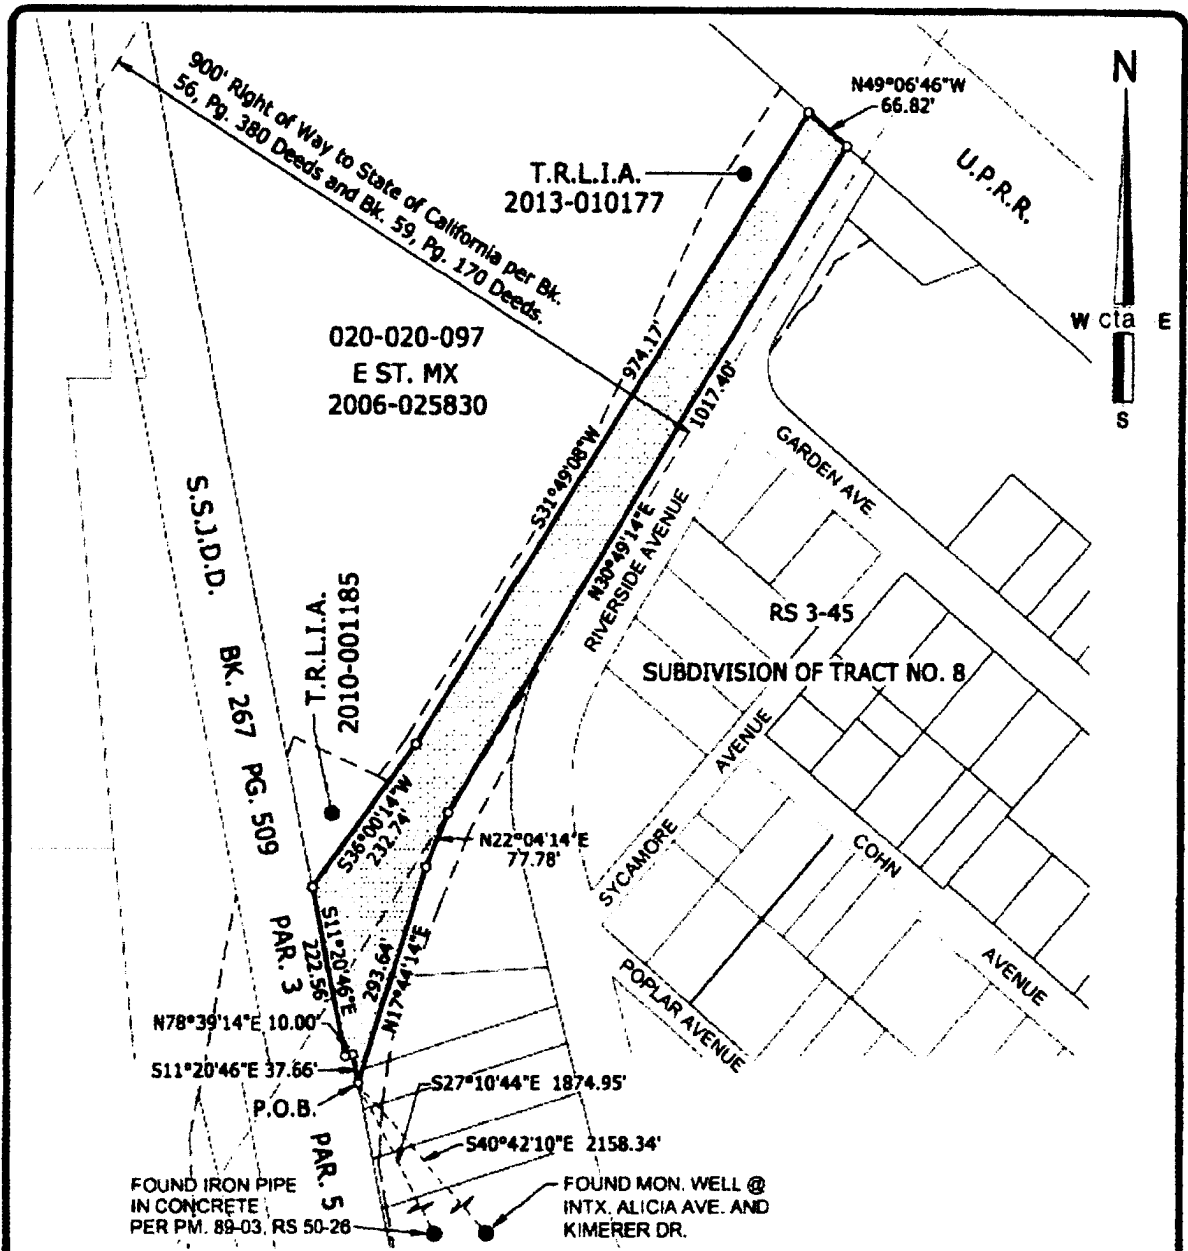 900' Right of Way to State of California per Bk.
56, Pg. 380 Deeds and Bk. 59, Pg. 170 Deeds.
N49°06'46"W
66.82'
N
T.R.L.I.A.
2013-010177
U.P.R.R.
W cta E
S
020-020-097
E ST. MX
2006-025830
974.17'
1017.40'
S31°49'08"W
N30°49'14"E
RIVERSIDE AVENUE
GARDEN AVE.
S.S.J.D.D. BK. 267 PG. 509
T.R.L.I.A.
2010-001185
RS 3-45
SUBDIVISION OF TRACT NO. 8
SYCAMORE AVENUE
COHN AVENUE
POPLAR AVENUE
S36°00'14"W
232.74'
N22°04'14"E
77.78'
PAR. 3
S11°20'46"E
222.56'
293.64'
N17°44'14"E
N78°39'14"E 10.00'
S11°20'46"E 37.66'
P.O.B.
S27°10'44"E 1874.95'
S40°42'10"E 2158.34'
PAR. 5
FOUND IRON PIPE
IN CONCRETE
PER PM. 89-03, RS 50-26
FOUND MON. WELL @
INTX. ALICIA AVE. AND
KIMERER DR.